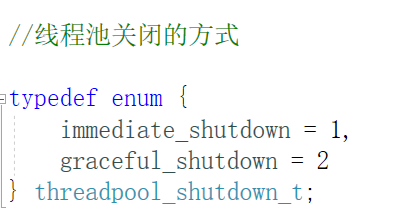 //线程池关闭的方式
typedef enum {
immediate_shutdown = 1,
graceful_shutdown = 2
} threadpool_shutdown_t;